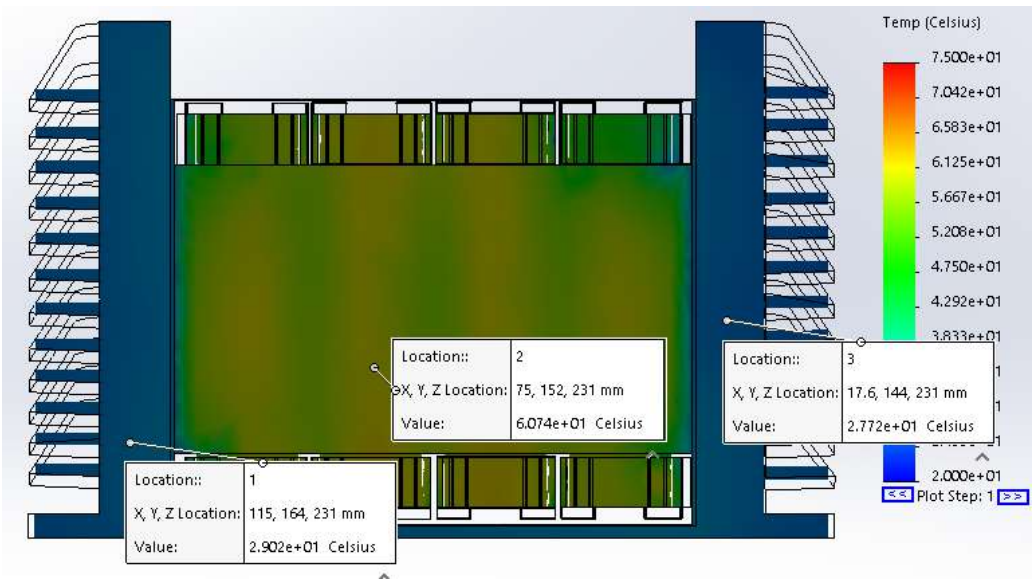 Temp (Celsius)
7.500e+01
7.042e+01
6.583e+01
6.125e+01
5.667e+01
5.208e+01
4.750e+01
4.292e+01
3.833e+01
2.000e+01
<< Plot Step: 1 >>
Location:: 2
X, Y, Z Location: 75, 152, 231 mm
Value: 6.074e+01 Celsius
Location:: 3
X, Y, Z Location: 17.6, 144, 231 mm
Value: 2.772e+01 Celsius
Location:: 1
X, Y, Z Location: 115, 164, 231 mm
Value: 2.902e+01 Celsius